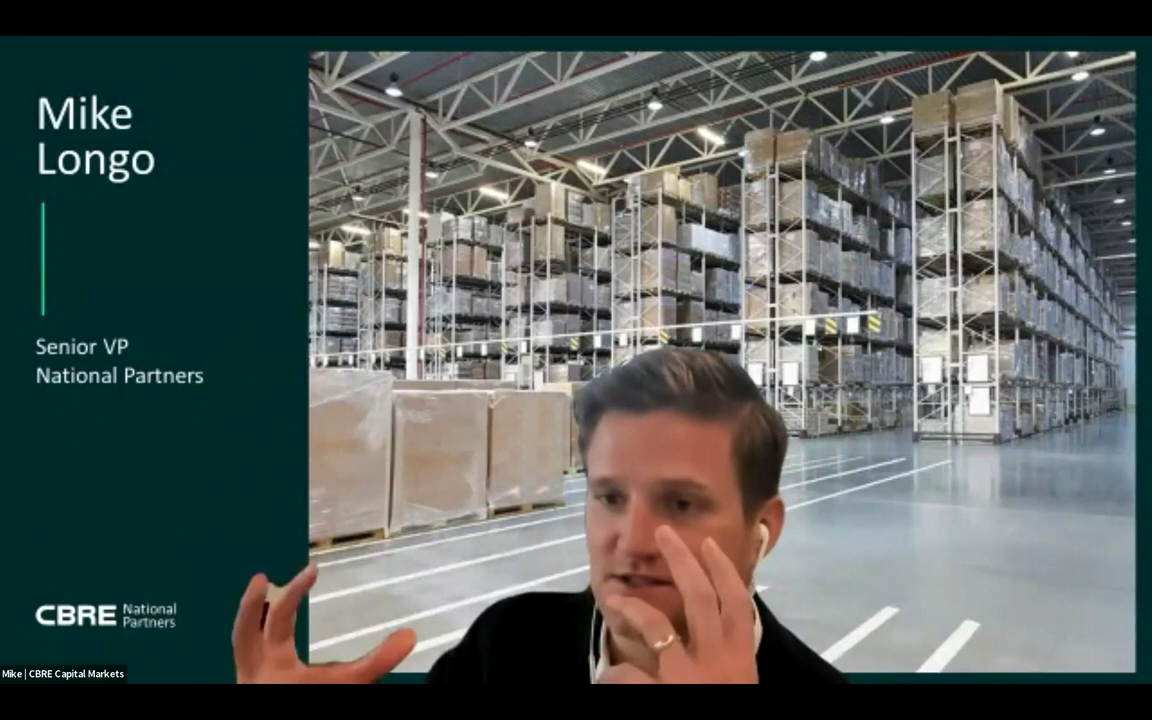 Mike
Longo
Senior VP
National Partners
CBRE National
Partners
Mike | CBRE Capital Markets